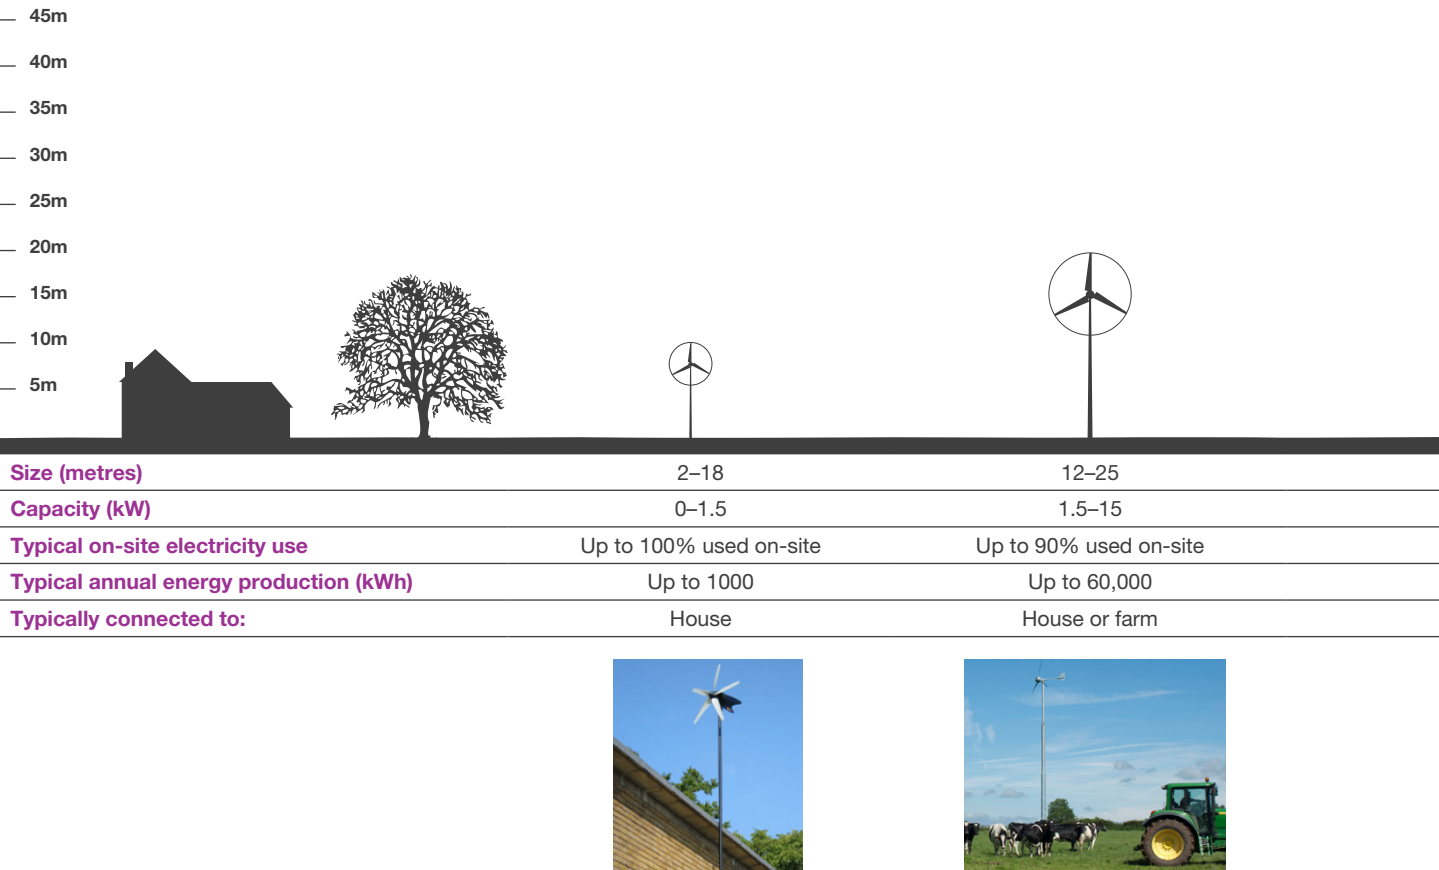 45m
40m
35m
30m
25m
20m
15m
10m
5m
Size (metres) 2–18 12–25
Capacity (kW) 0–1.5 1.5–15
Typical on-site electricity use Up to 100% used on-site Up to 90% used on-site
Typical annual energy production (kWh) Up to 1000 Up to 60,000
Typically connected to: House House or farm